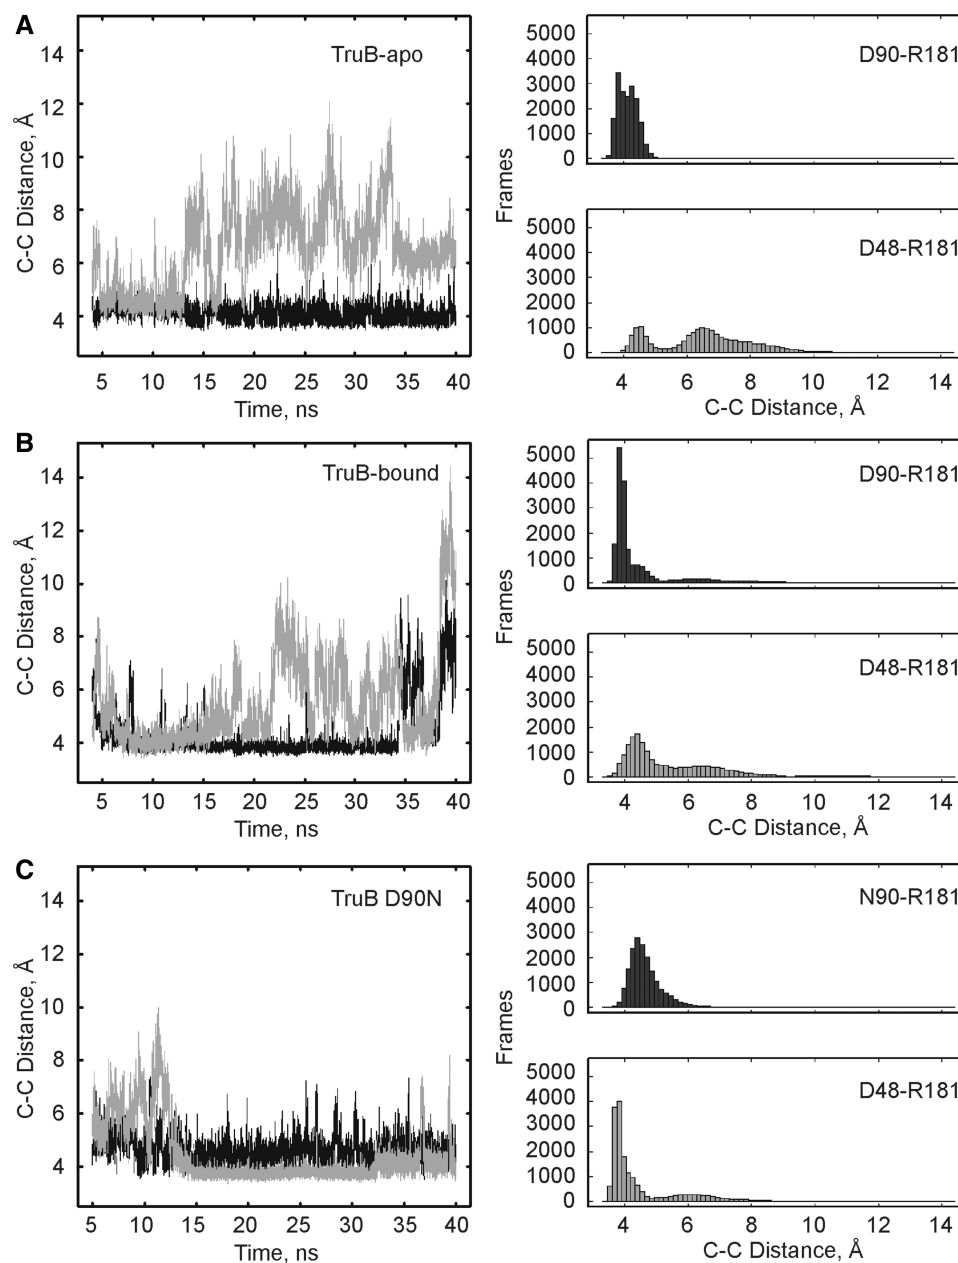 A
TruB-apo
14
12
10
8
6
4
C-C Distance, Å
5 10 15 20 25 30 35 40
Time, ns
D90-R181
5000
4000
3000
2000
1000
0
Frames
D48-R181
5000
4000
3000
2000
1000
0
4 6 8 10 12 14
C-C Distance, Å
B
TruB-bound
14
12
10
8
6
4
C-C Distance, Å
5 10 15 20 25 30 35 40
Time, ns
D90-R181
5000
4000
3000
2000
1000
0
Frames
D48-R181
5000
4000
3000
2000
1000
0
4 6 8 10 12 14
C-C Distance, Å
C
TruB D90N
14
12
10
8
6
4
C-C Distance, Å
5 10 15 20 25 30 35 40
Time, ns
N90-R181
5000
4000
3000
2000
1000
0
Frames
D48-R181
5000
4000
3000
2000
1000
0
4 6 8 10 12 14
C-C Distance, Å